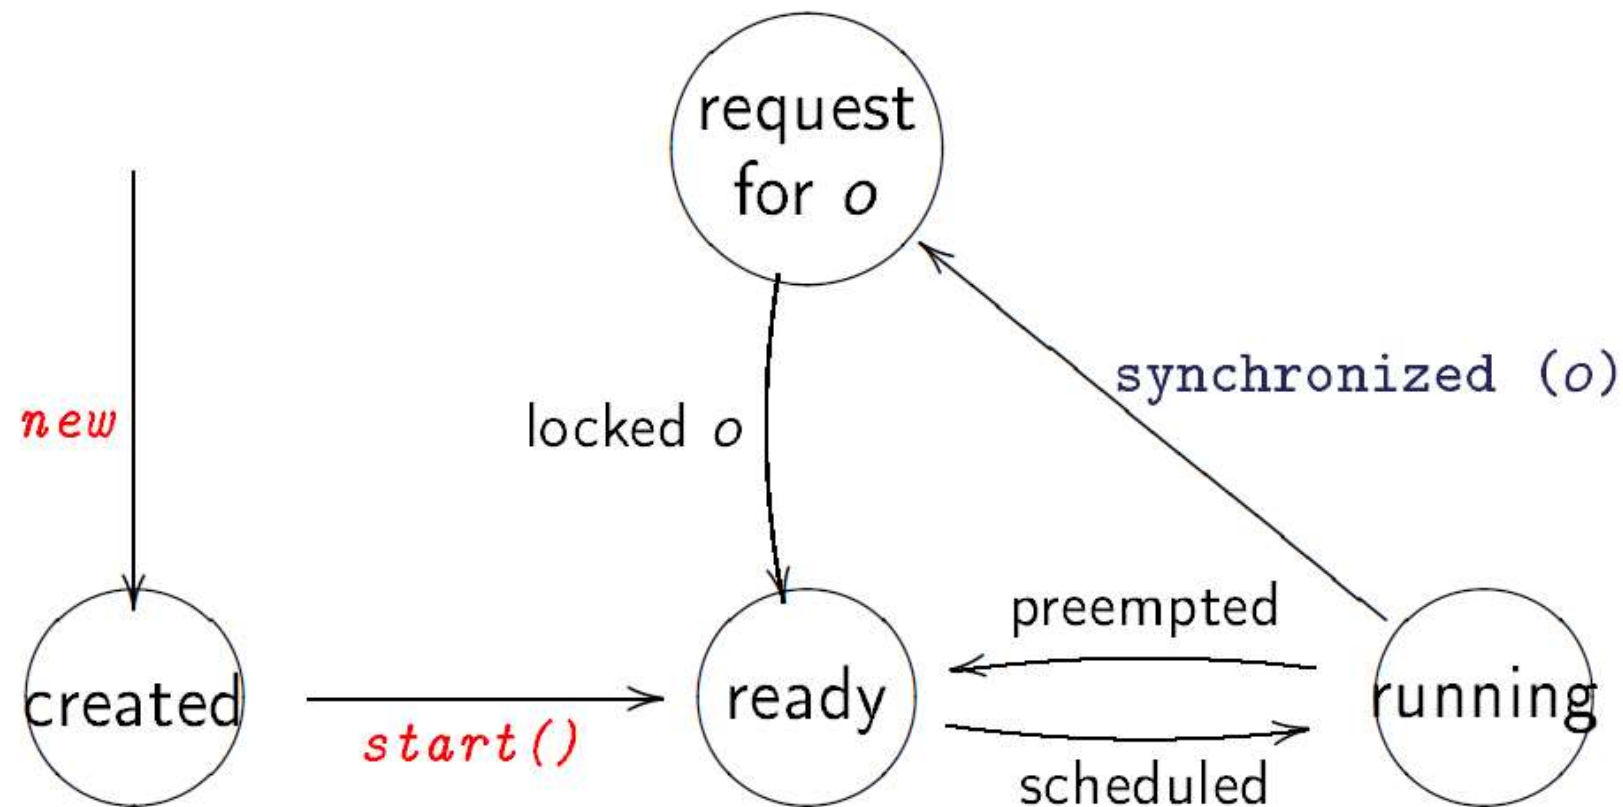 request
for o
synchronized (o)
new
locked o
preempted
created
ready
running
start()
scheduled